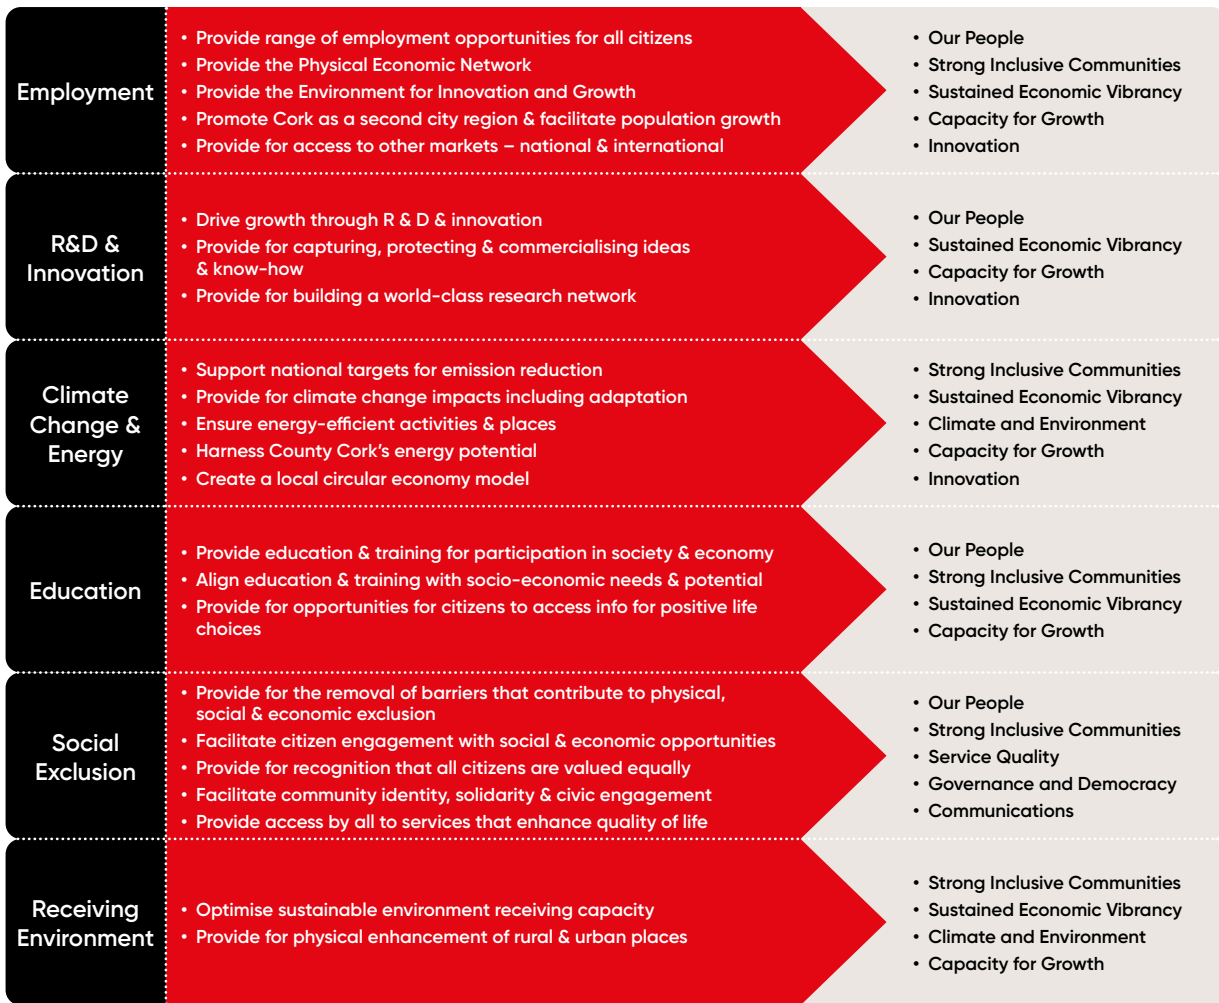 Employment
• Provide range of employment opportunities for all citizens
• Provide the Physical Economic Network
• Provide the Environment for Innovation and Growth
• Promote Cork as a second city region & facilitate population growth
• Provide for access to other markets – national & international
• Our People
• Strong Inclusive Communities
• Sustained Economic Vibrancy
• Capacity for Growth
• Innovation
R&D &
Innovation
• Drive growth through R & D & innovation
• Provide for capturing, protecting & commercialising ideas
& know-how
• Provide for building a world-class research network
• Our People
• Sustained Economic Vibrancy
• Capacity for Growth
• Innovation
Climate
Change &
Energy
• Support national targets for emission reduction
• Provide for climate change impacts including adaptation
• Ensure energy-efficient activities & places
• Harness County Cork's energy potential
• Create a local circular economy model
• Strong Inclusive Communities
• Sustained Economic Vibrancy
• Climate and Environment
• Capacity for Growth
• Innovation
Education
• Provide education & training for participation in society & economy
• Align education & training with socio-economic needs & potential
• Provide for opportunities for citizens to access info for positive life
choices
• Our People
• Strong Inclusive Communities
• Sustained Economic Vibrancy
• Capacity for Growth
Social
Exclusion
• Provide for the removal of barriers that contribute to physical,
social & economic exclusion
• Facilitate citizen engagement with social & economic opportunities
• Provide for recognition that all citizens are valued equally
• Facilitate community identity, solidarity & civic engagement
• Provide access by all to services that enhance quality of life
• Our People
• Strong Inclusive Communities
• Service Quality
• Governance and Democracy
• Communications
Receiving
Environment
• Optimise sustainable environment receiving capacity
• Provide for physical enhancement of rural & urban places
• Strong Inclusive Communities
• Sustained Economic Vibrancy
• Climate and Environment
• Capacity for Growth